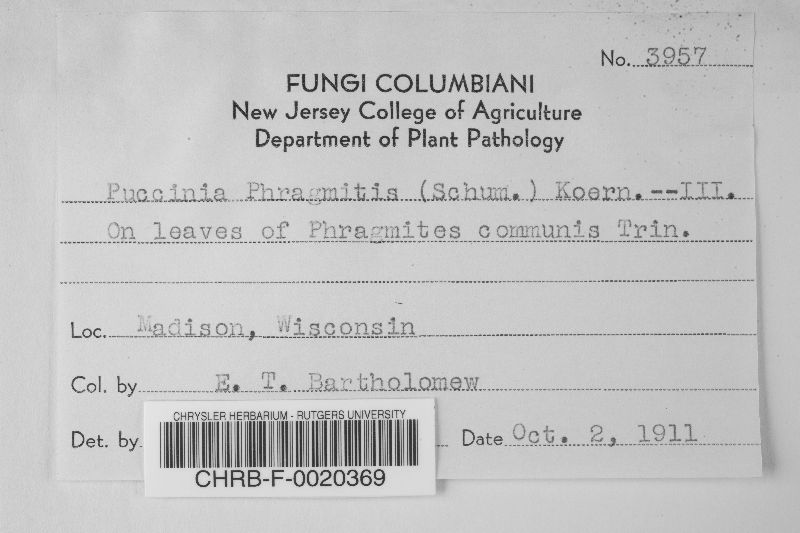 No. 3957
FUNGI COLUMBIANI
New Jersey College of Agriculture
Department of Plant Pathology
Puccinia Phragmitis (Schum.) Koern.--III.
On leaves of Phragmites communis Trin.
Loc. Madison, Wisconsin
Col. by E. T. Bartholomew
Det. by Date Oct. 2, 1911
CHRYSLER HERBARIUM - RUTGERS UNIVERSITY
CHRB-F-0020369